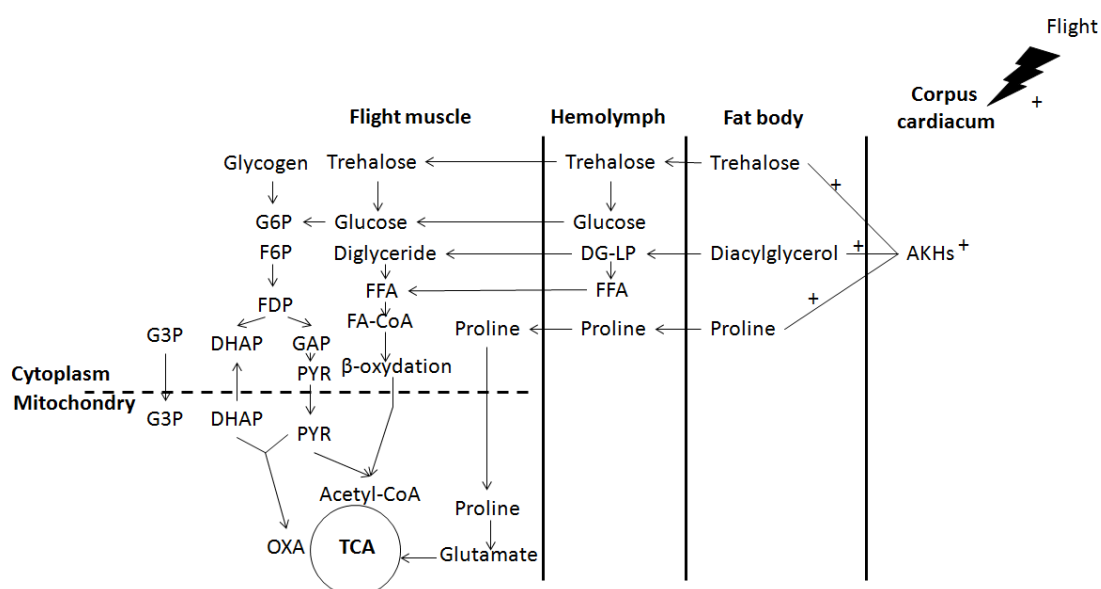 Flight
+
Corpus
cardiacum
Flight muscle Hemolymph Fat body
Glycogen Trehalose Trehalose Trehalose
+
G6P Glucose Glucose
F6P Diglyceride DG-LP Diacylglycerol + AKHs +
FFA FFA
+
FDP
FA-CoA
G3P DHAP GAP Proline Proline Proline
Cytoplasm PYR β-oxydation
Mitochondry
G3P DHAP PYR
Acetyl-CoA Proline
OXA TCA Glutamate